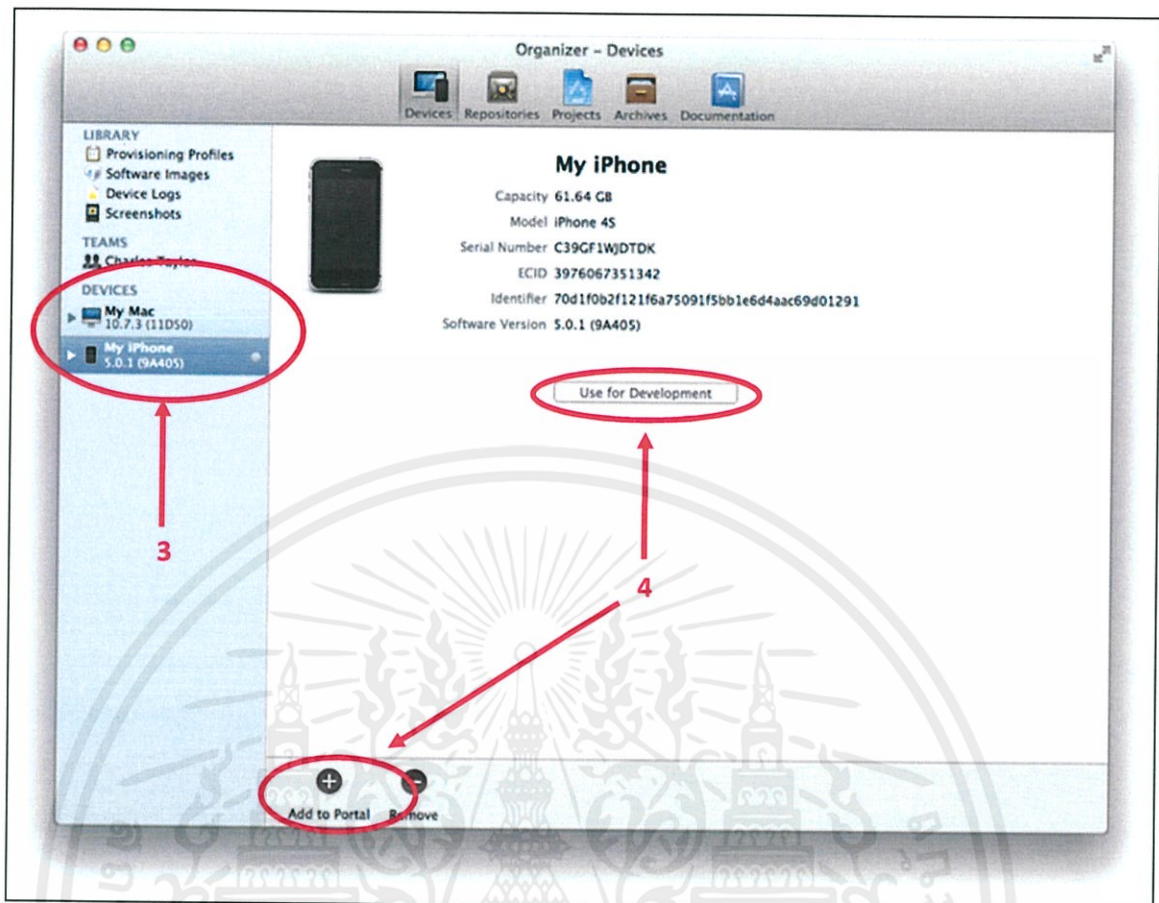 Organizer – Devices
Devices Repositories Projects Archives Documentation
LIBRARY
Provisioning Profiles
Software Images
Device Logs
Screenshots
TEAMS
Charles Taylor
DEVICES
My Mac
10.7.3 (11D50)
My iPhone
5.0.1 (9A405)
My iPhone
Capacity 61.64 GB
Model iPhone 4S
Serial Number C39GF1WJDTDK
ECID 3976067351342
Identifier 70d1f0b2f121f6a75091f5bb1e6d4aac69d01291
Software Version 5.0.1 (9A405)
Use for Development
3
4
Add to Portal Remove